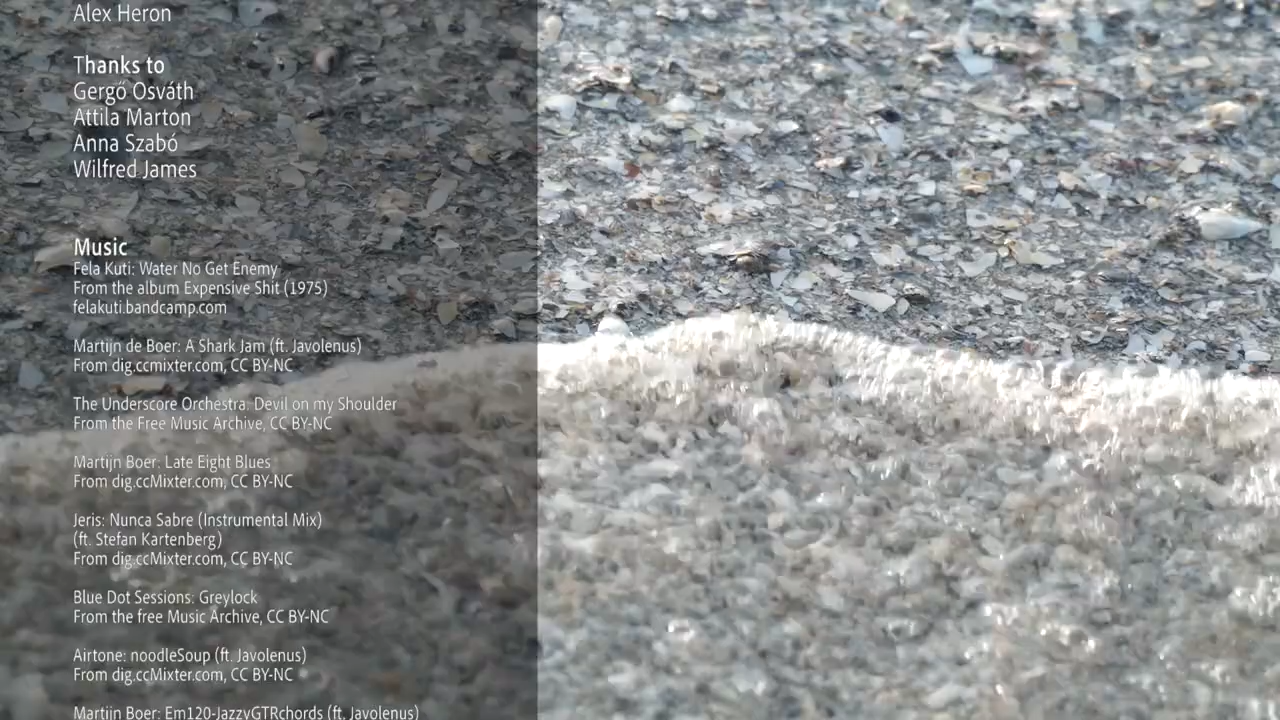 Alex Heron
Thanks to
Gergő Osváth
Attila Marton
Anna Szabó
Wilfred James
Music
Fela Kuti: Water No Get Enemy
From the album Expensive Shit (1975)
felakuti.bandcamp.com
Martijn de Boer: A Shark Jam (ft. Javolenus)
From dig.ccmixter.com, CC BY-NC
The Underscore Orchestra: Devil on my Shoulder
From the Free Music Archive, CC BY-NC
Martijn Boer: Late Eight Blues
From dig.ccMixter.com, CC BY-NC
Jeris: Nunca Sabre (Instrumental Mix)
(ft. Stefan Kartenberg)
From dig.ccMixter.com, CC BY-NC
Blue Dot Sessions: Greylock
From the free Music Archive, CC BY-NC
Airtone: noodleSoup (ft. Javolenus)
From dig.ccMixter.com, CC BY-NC
Martijn Boer: Em120-JazzyGTRchords (ft. Javolenus)